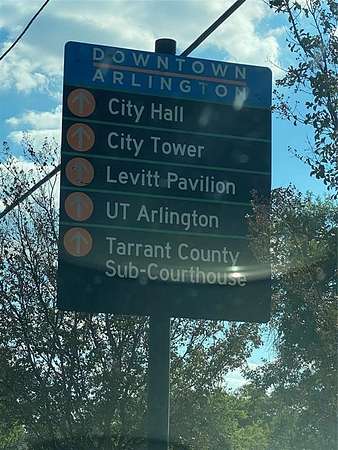 DOWNTOWN
ARLINGTON
City Hall
City Tower
Levitt Pavilion
UT Arlington
Tarrant County
Sub-Courthouse